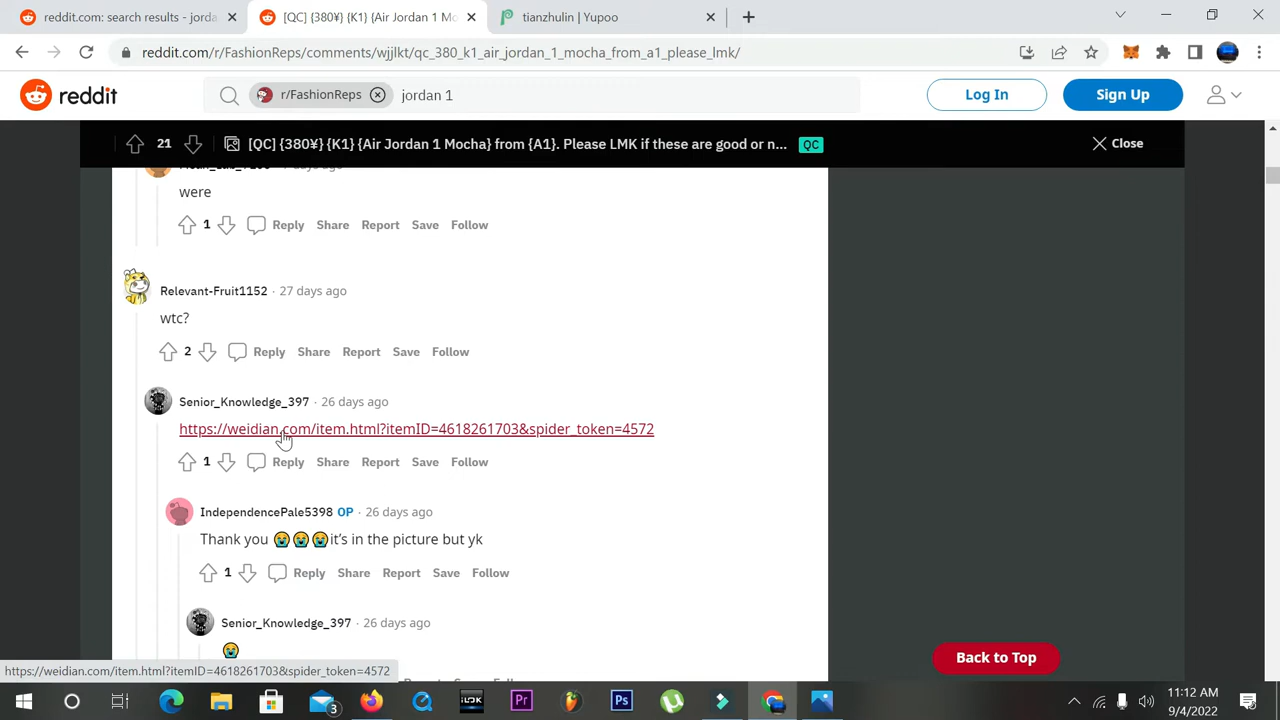 reddit.com: search results - jorda
[QC] {380¥} {K1} {Air Jordan 1 Mo
tianzhulin | Yupoo
reddit.com/r/FashionReps/comments/wjjlkt/qc_380_k1_air_jordan_1_mocha_from_a1_please_lmk/
reddit
r/FashionReps
jordan 1
Log In
Sign Up
21
[QC] {380¥} {K1} {Air Jordan 1 Mocha} from {A1}. Please LMK if these are good or n...
QC
Close
were
1 Reply Share Report Save Follow
Relevant-Fruit1152 · 27 days ago
wtc?
2 Reply Share Report Save Follow
Senior_Knowledge_397 · 26 days ago
https://weidian.com/item.html?itemID=4618261703&spider_token=4572
1 Reply Share Report Save Follow
IndependencePale5398 OP · 26 days ago
Thank you 😭😭😭it's in the picture but yk
1 Reply Share Report Save Follow
Senior_Knowledge_397 · 26 days ago
😭
Back to Top
https://weidian.com/item.html?itemID=4618261703&spider_token=4572
3
iLOK
Pr
Ps
11:12 AM
9/4/2022